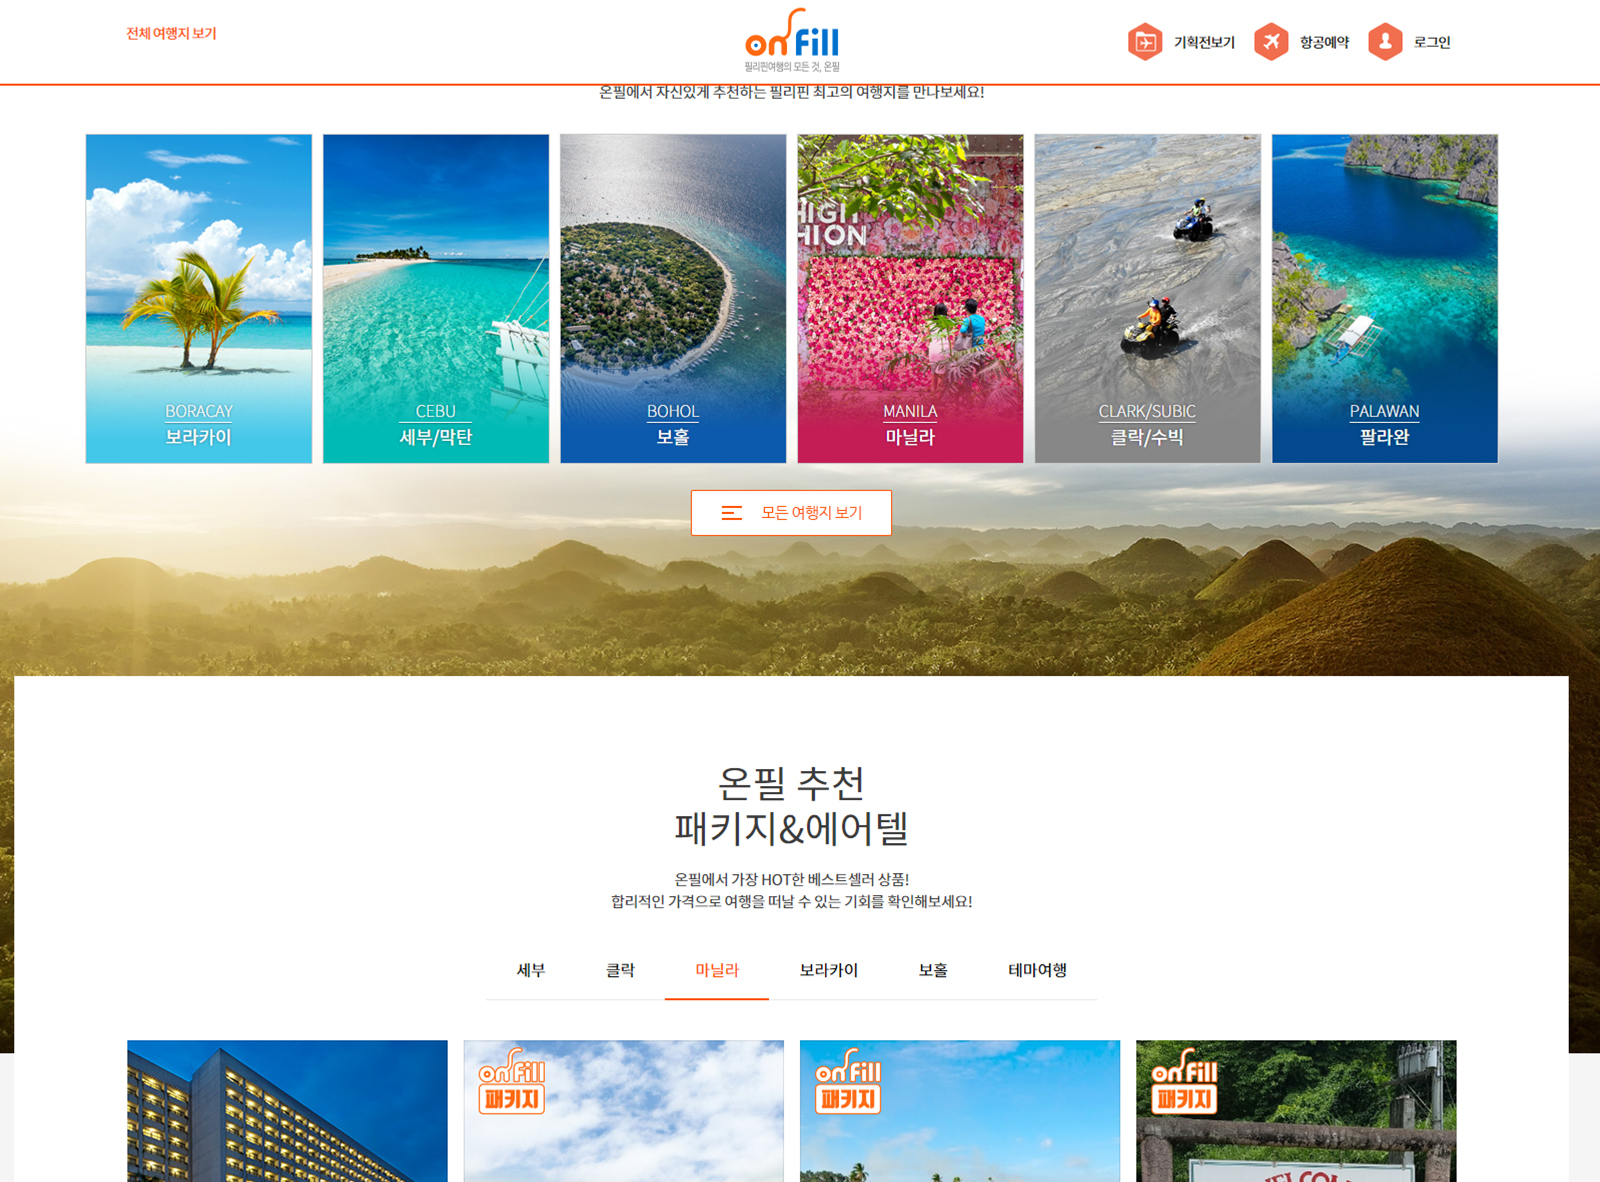 전체 여행지 보기
onfill
필리핀여행의 모든 것, 온필
기획전보기
항공예약
로그인
온필에서 자신있게 추천하는 필리핀 최고의 여행지를 만나보세요!
HIGH
HION
BORACAY
보라카이
CEBU
세부/막탄
BOHOL
보홀
MANILA
마닐라
CLARK/SUBIC
클락/수빅
PALAWAN
팔라완
모든 여행지 보기
온필 추천
패키지&에어텔
온필에서 가장 HOT한 베스트셀러 상품!
합리적인 가격으로 여행을 떠날 수 있는 기회를 확인해보세요!
세부
클락
마닐라
보라카이
보홀
테마여행
onfill
패키지
onfill
패키지
onfill
패키지